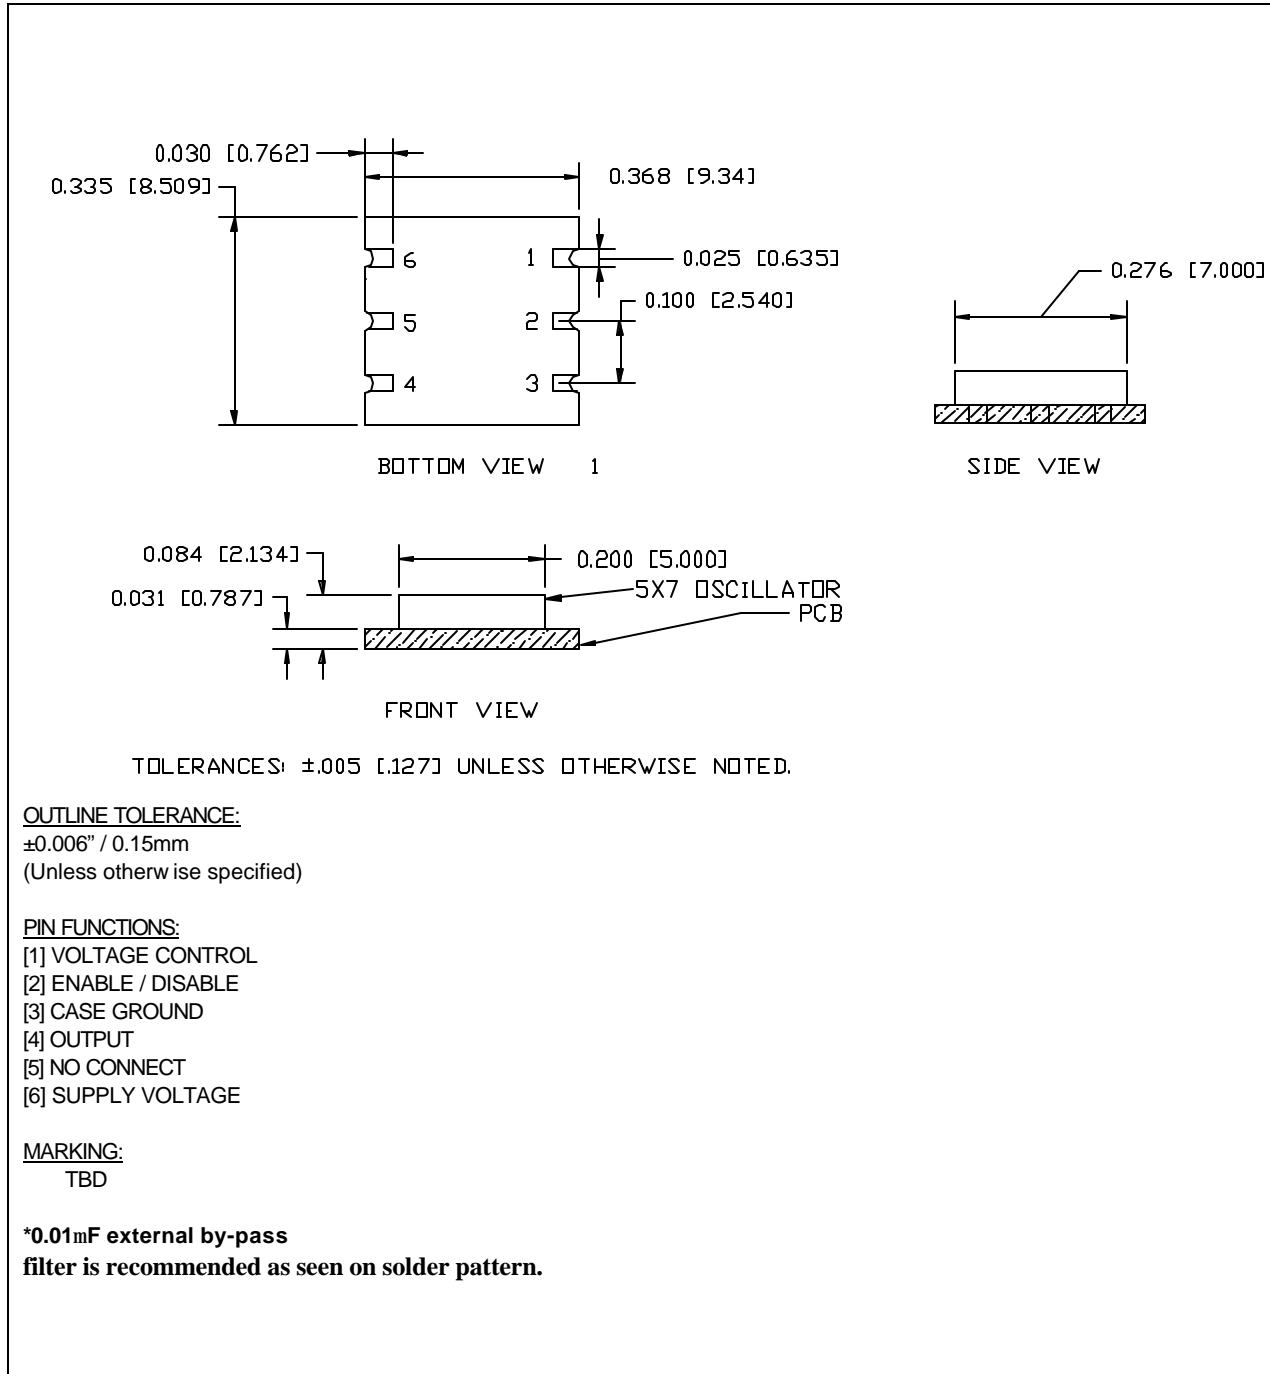 0.030 [0.762]
0.335 [8.509]
0.368 [9.34]
6
1
0.025 [0.635]
0.276 [7.000]
0.100 [2.540]
5
2
4
3
BOTTOM VIEW 1
SIDE VIEW
0.084 [2.134]
0.200 [5.000]
0.031 [0.787]
5X7 OSCILLATOR
PCB
FRONT VIEW
TOLERANCES: ±.005 [.127] UNLESS OTHERWISE NOTED.
OUTLINE TOLERANCE:
±0.006” / 0.15mm
(Unless otherwise specified)
PIN FUNCTIONS:
[1] VOLTAGE CONTROL
[2] ENABLE / DISABLE
[3] CASE GROUND
[4] OUTPUT
[5] NO CONNECT
[6] SUPPLY VOLTAGE
MARKING:
TBD
*0.01mF external by-pass
filter is recommended as seen on solder pattern.